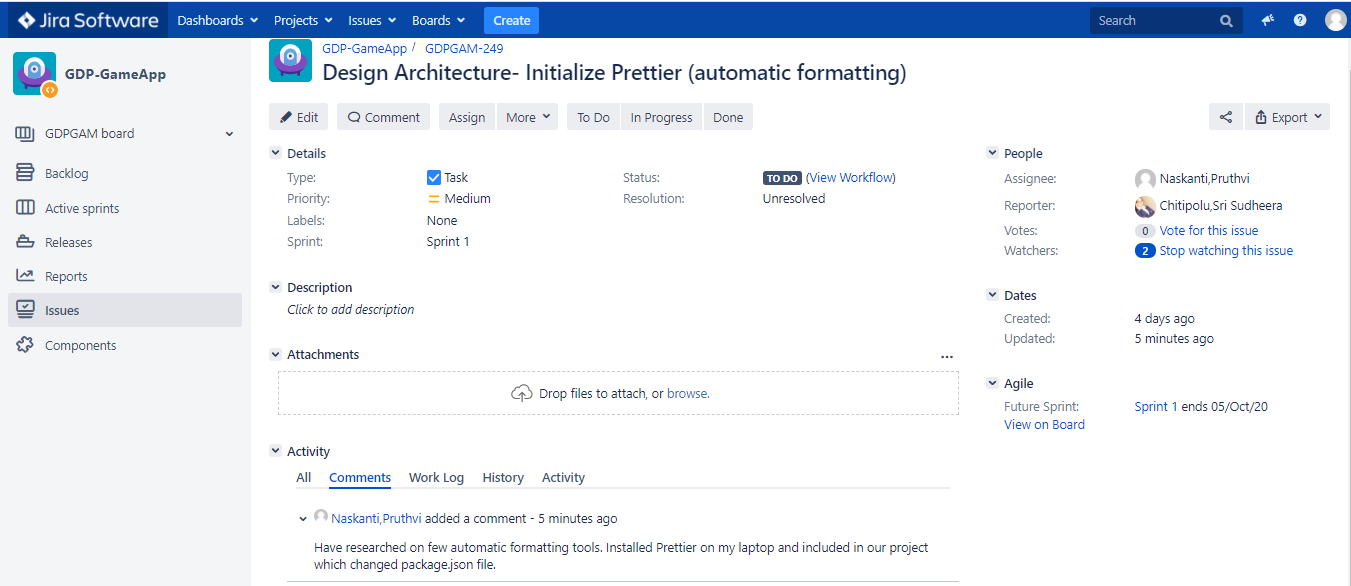 Jira Software Dashboards Projects Issues Boards Create Search
GDP-GameApp
GDPGAM board
Backlog
Active sprints
Releases
Reports
Issues
Components
GDP-GameApp / GDPGAM-249
Design Architecture- Initialize Prettier (automatic formatting)
Edit Comment Assign More To Do In Progress Done Export
Details
Type: Task
Priority: Medium
Labels: None
Sprint: Sprint 1
Status: TO DO (View Workflow)
Resolution: Unresolved
Description
Click to add description
Attachments
Drop files to attach, or browse.
Activity
All Comments Work Log History Activity
Naskanti,Pruthvi added a comment - 5 minutes ago
Have researched on few automatic formatting tools. Installed Prettier on my laptop and included in our project
which changed package.json file.
People
Assignee: Naskanti,Pruthvi
Reporter: Chitipolu,Sri Sudheera
Votes: 0 Vote for this issue
Watchers: 2 Stop watching this issue
Dates
Created: 4 days ago
Updated: 5 minutes ago
Agile
Future Sprint: Sprint 1 ends 05/Oct/20
View on Board